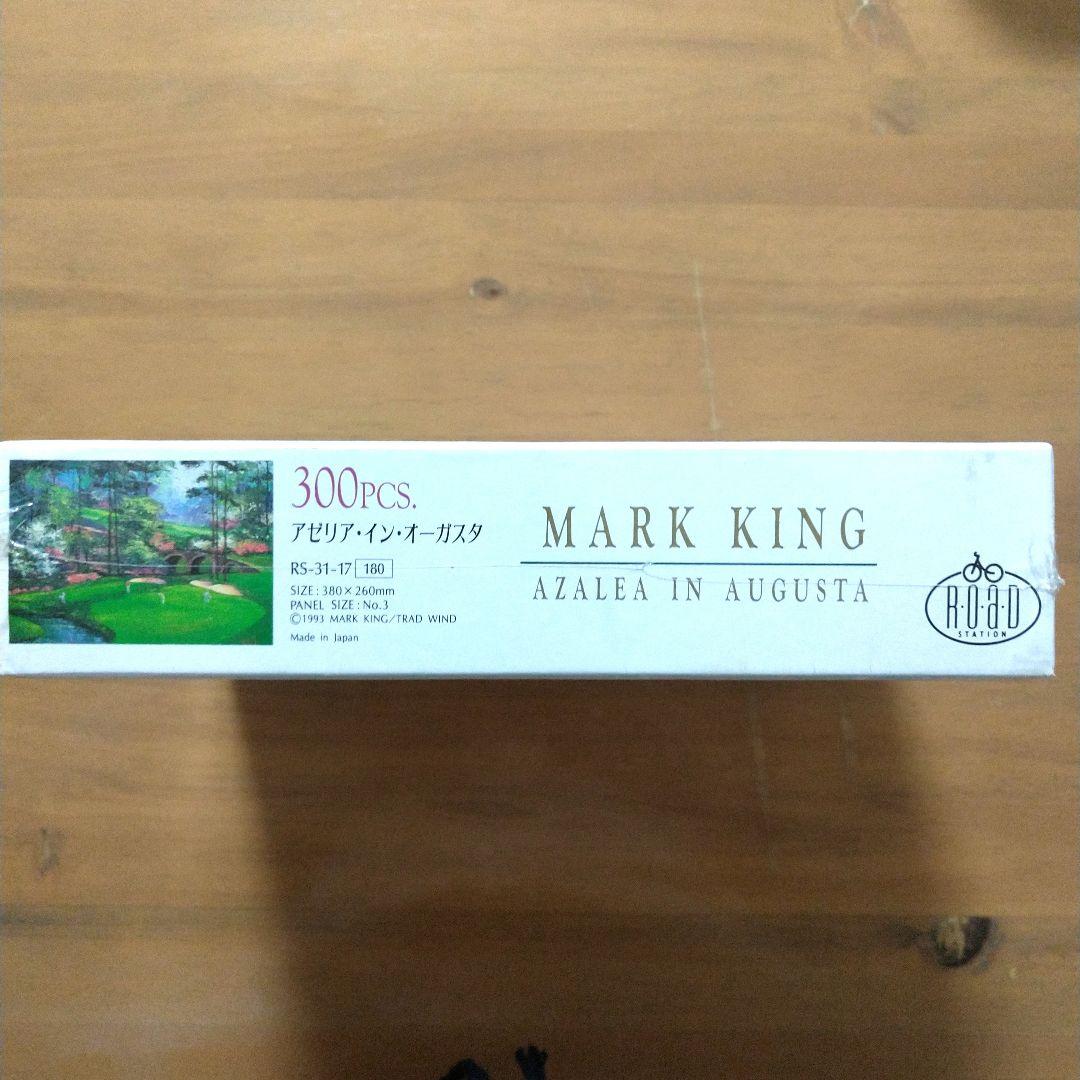 300PCS.
アゼリア・イン・オーガスタ
RS-31-17 180
SIZE : 380×260mm
PANEL SIZE : No.3
©1993 MARK KING/TRAD WIND
Made in Japan
MARK KING
AZALEA IN AUGUSTA
R·O·a·D
STATION